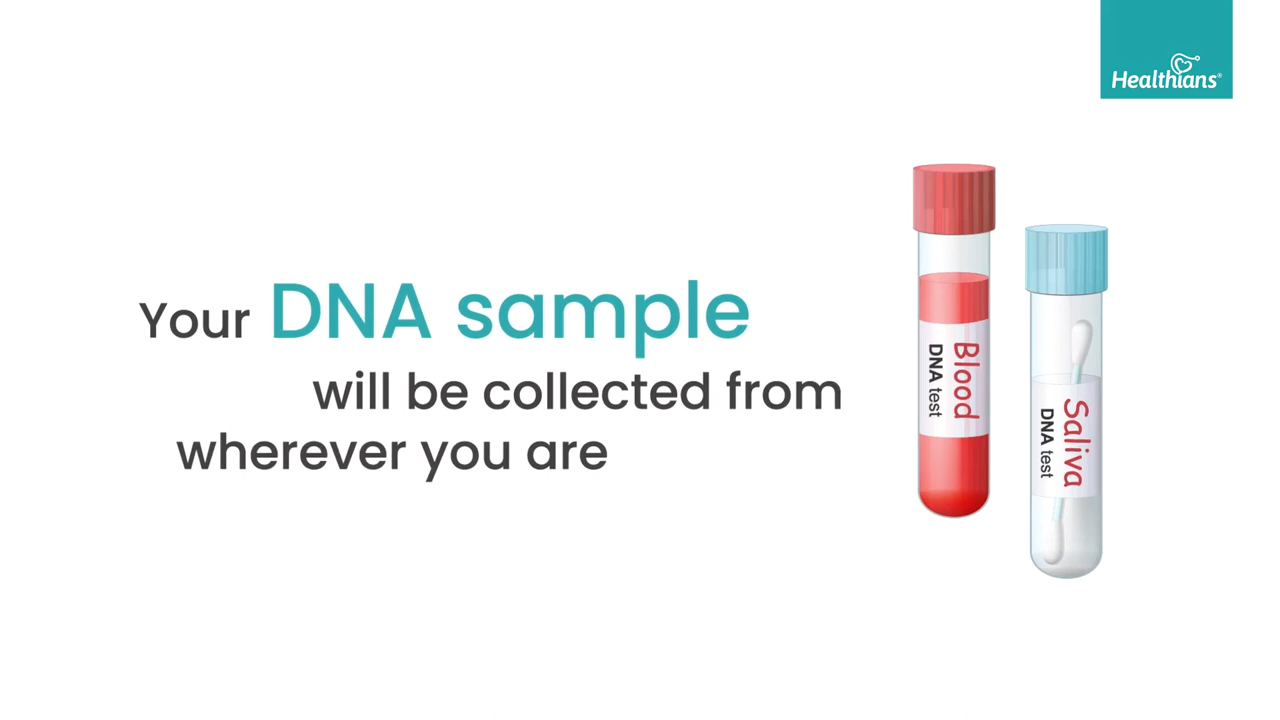 Healthians®
Your DNA sample
will be collected from
wherever you are
Blood
DNA test
Saliva
DNA test